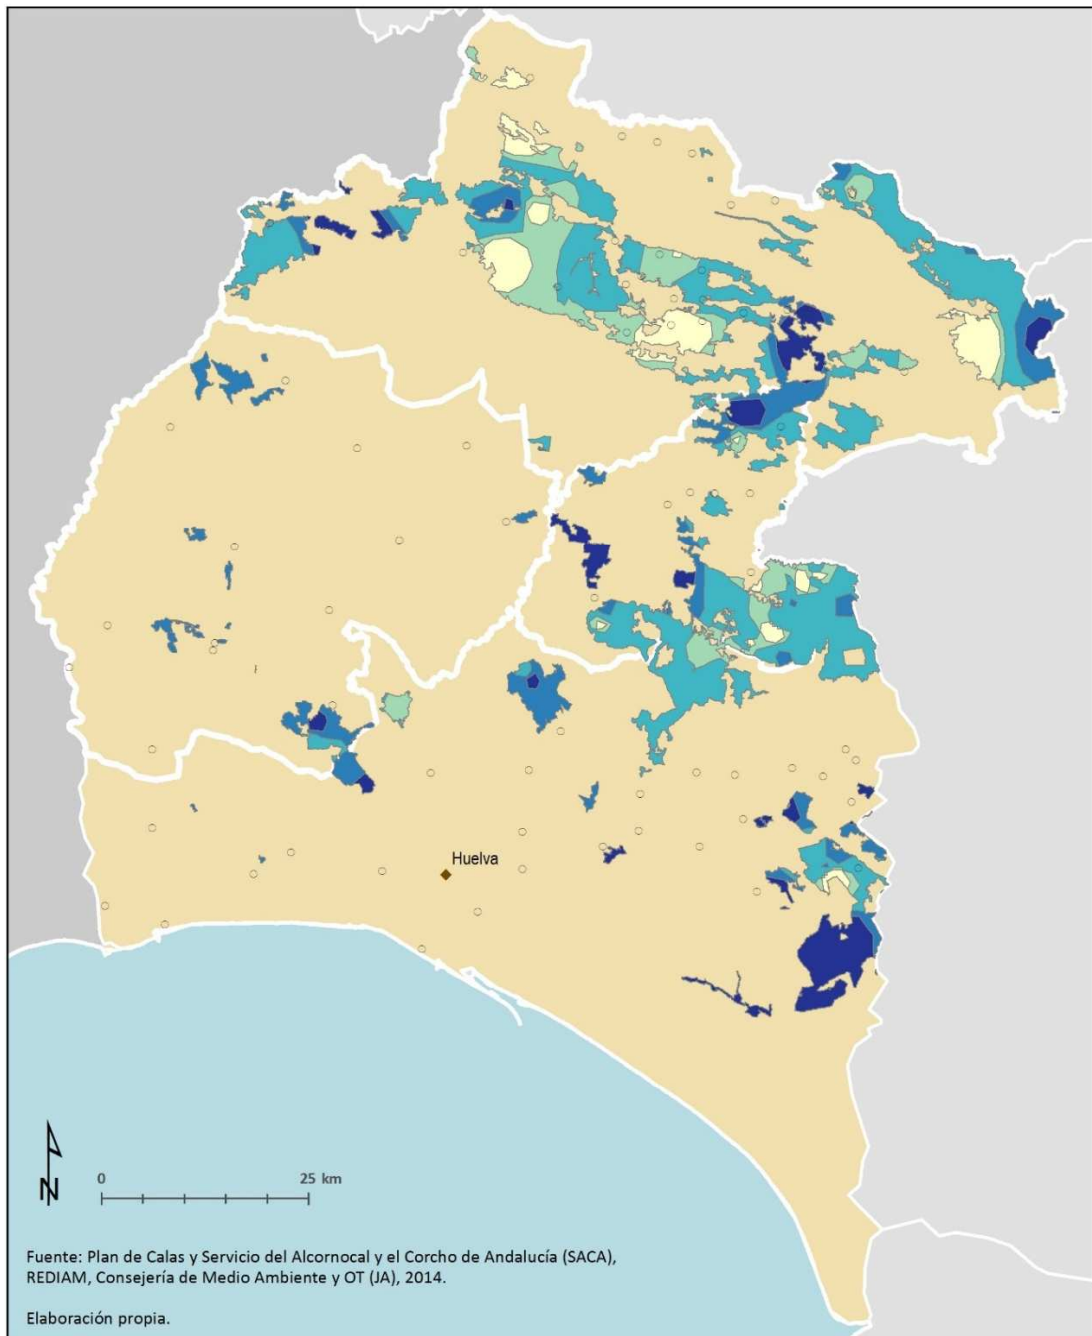 Huelva
N
0 25 km
Fuente: Plan de Calas y Servicio del Alcornocal y el Corcho de Andalucía (SACA),
REDIAM, Consejería de Medio Ambiente y OT (JA), 2014.
Elaboración propia.